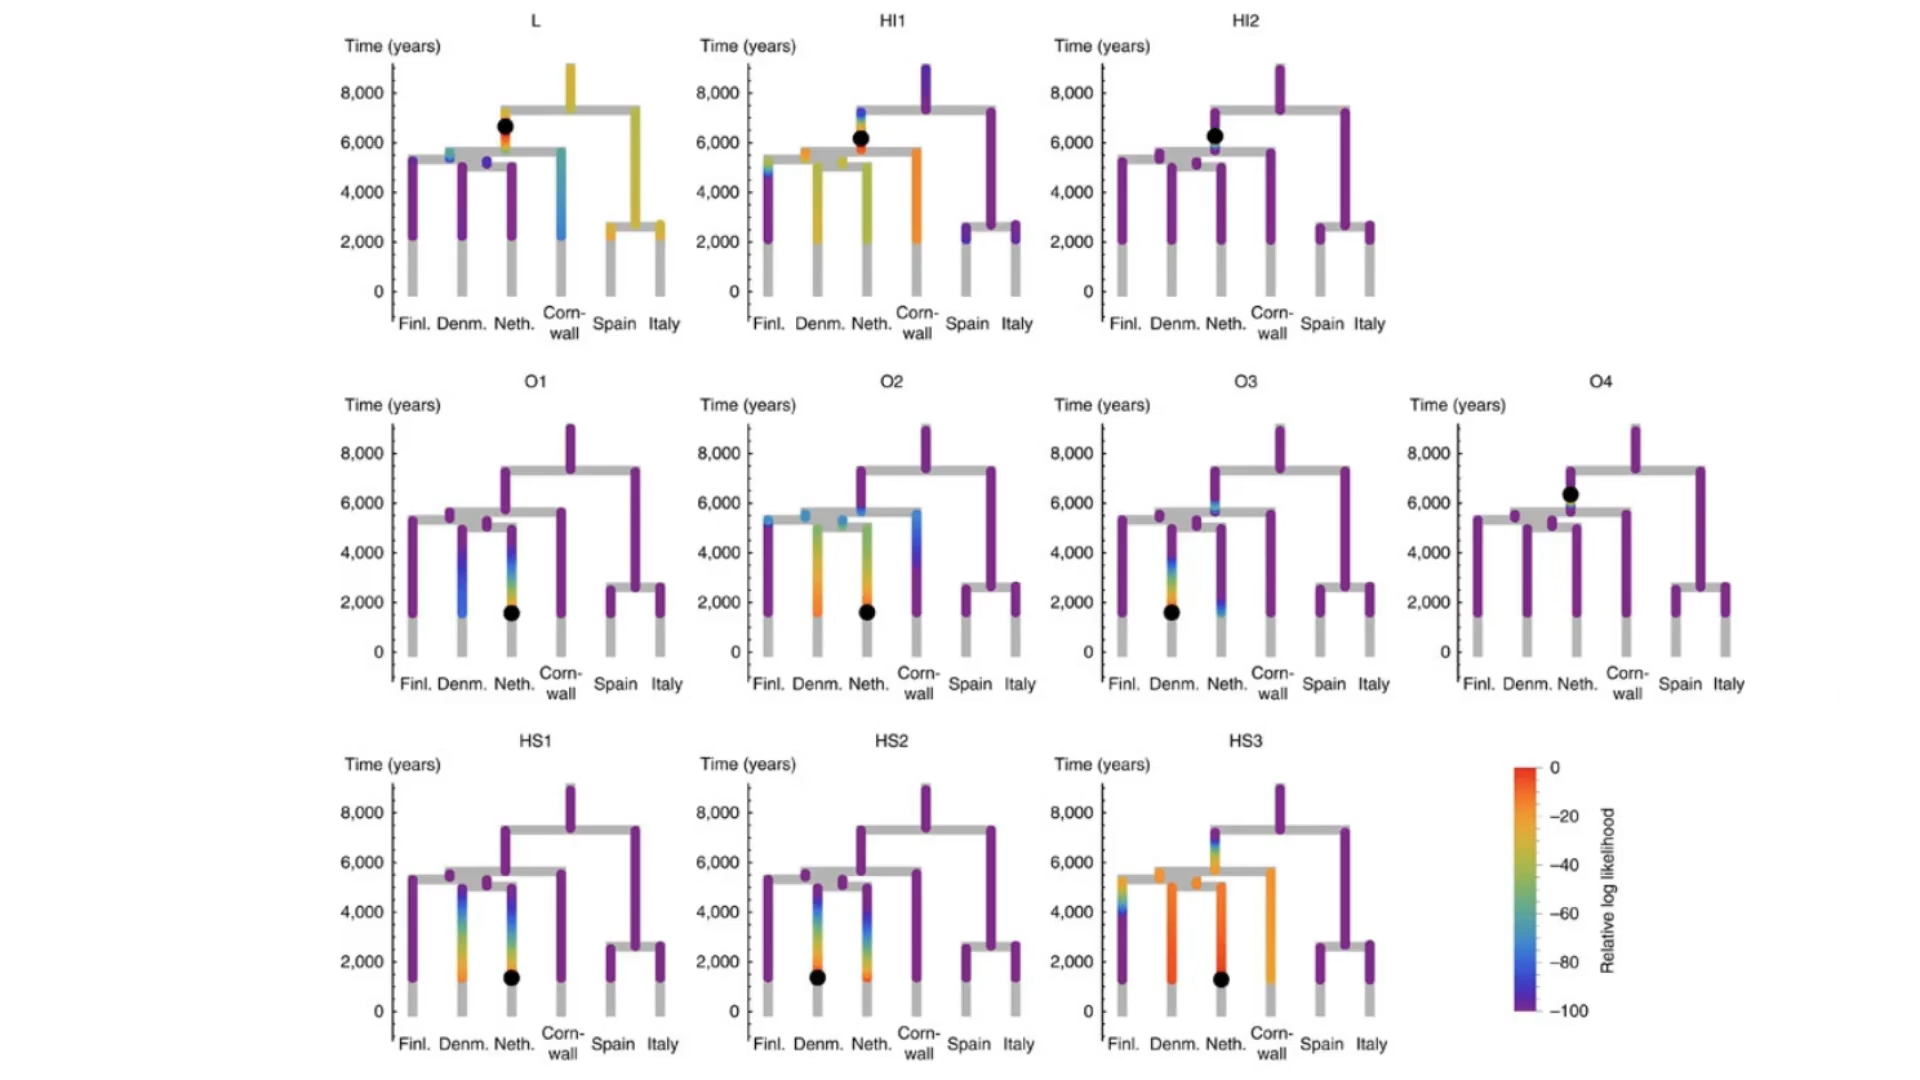 L
HI1
HI2
Time (years)
Time (years)
Time (years)
8,000
6,000
4,000
2,000
0
8,000
6,000
4,000
2,000
0
8,000
6,000
4,000
2,000
0
Finl. Denm. Neth. Corn-wall Spain Italy
Finl. Denm. Neth. Corn-wall Spain Italy
Finl. Denm. Neth. Corn-wall Spain Italy
O1
O2
O3
O4
Time (years)
Time (years)
Time (years)
Time (years)
8,000
6,000
4,000
2,000
0
8,000
6,000
4,000
2,000
0
8,000
6,000
4,000
2,000
0
8,000
6,000
4,000
2,000
0
Finl. Denm. Neth. Corn-wall Spain Italy
Finl. Denm. Neth. Corn-wall Spain Italy
Finl. Denm. Neth. Corn-wall Spain Italy
Finl. Denm. Neth. Corn-wall Spain Italy
HS1
HS2
HS3
Time (years)
Time (years)
Time (years)
8,000
6,000
4,000
2,000
0
8,000
6,000
4,000
2,000
0
8,000
6,000
4,000
2,000
0
Finl. Denm. Neth. Corn-wall Spain Italy
Finl. Denm. Neth. Corn-wall Spain Italy
Finl. Denm. Neth. Corn-wall Spain Italy
0
−20
−40
−60
−80
−100
Relative log likelihood